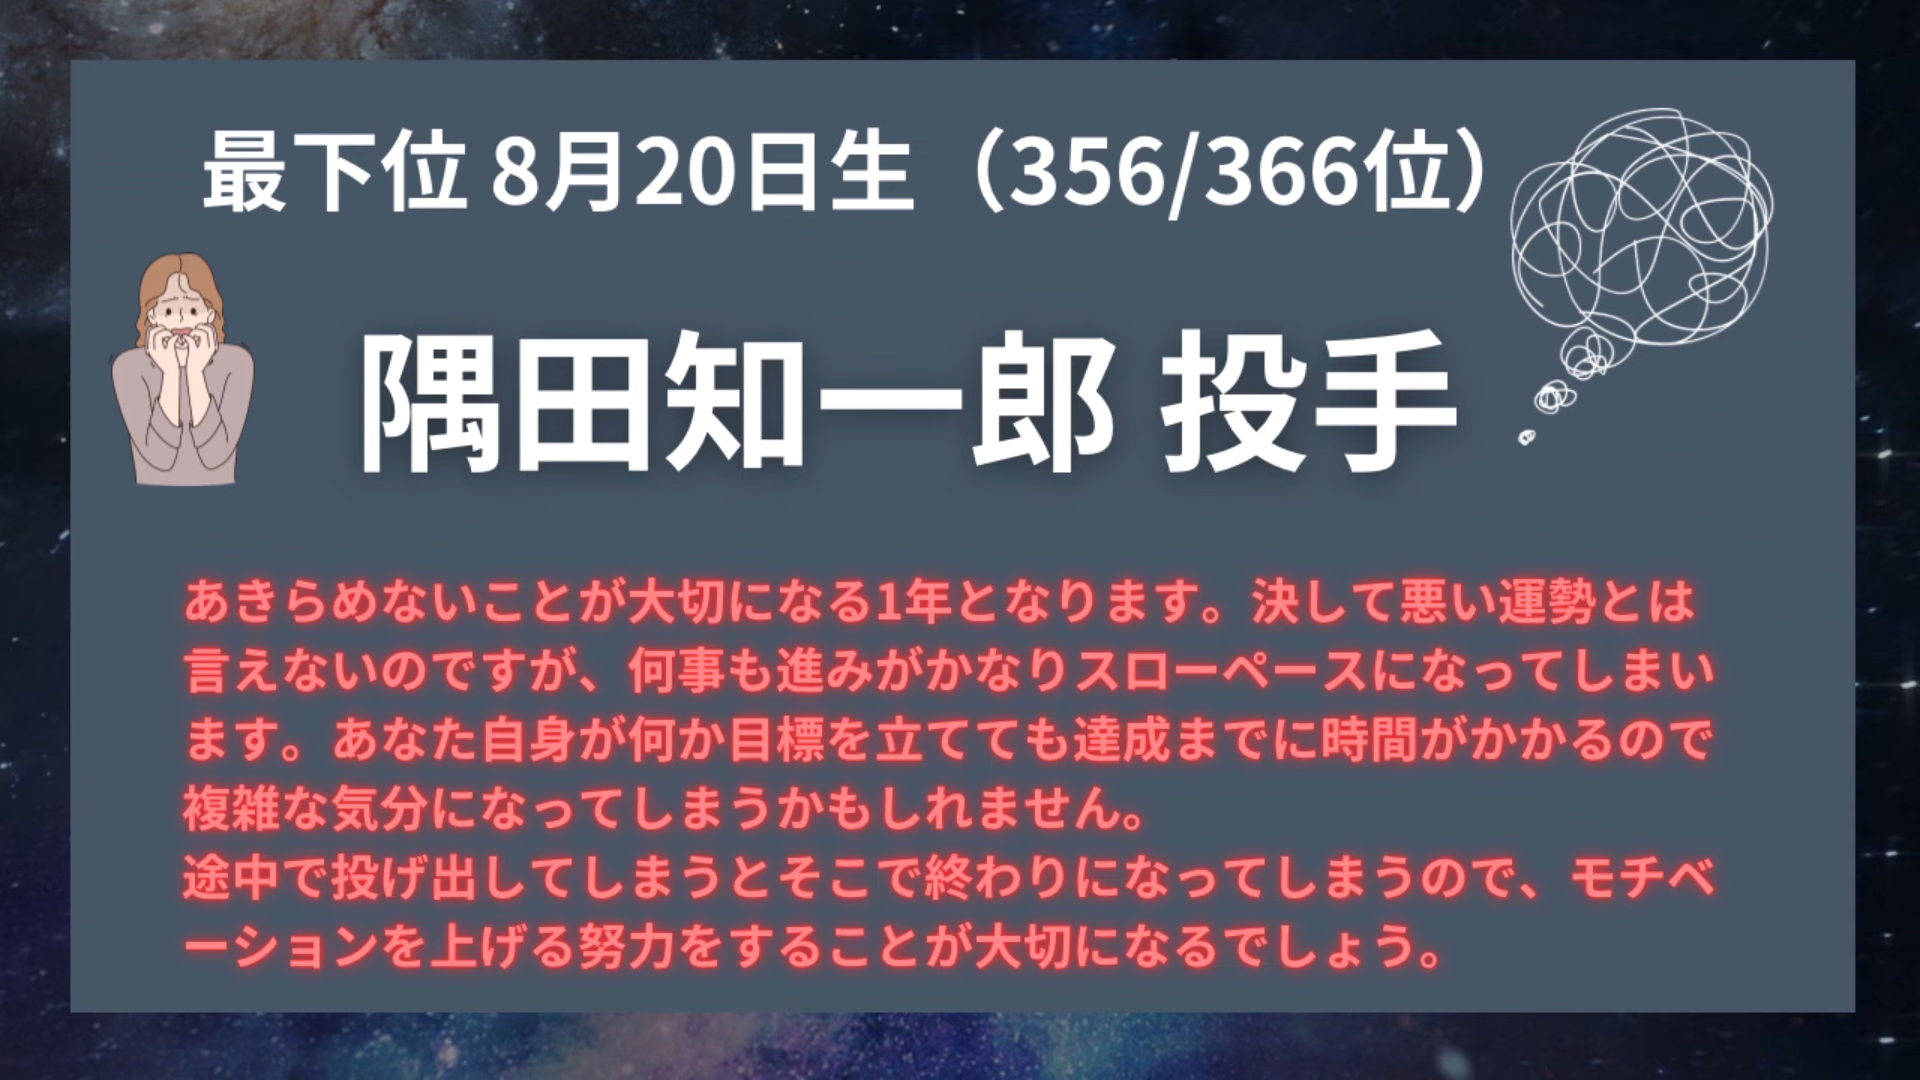 最下位 8月20日生（356/366位）
隅田知一郎 投手
あきらめないことが大切になる1年となります。決して悪い運勢とは
言えないのですが、何事も進みがかなりスローペースになってしまい
ます。あなた自身が何か目標を立てても達成までに時間がかかるので
複雑な気分になってしまうかもしれません。
途中で投げ出してしまうとそこで終わりになってしまうので、モチベ
ーションを上げる努力をすることが大切になるでしょう。